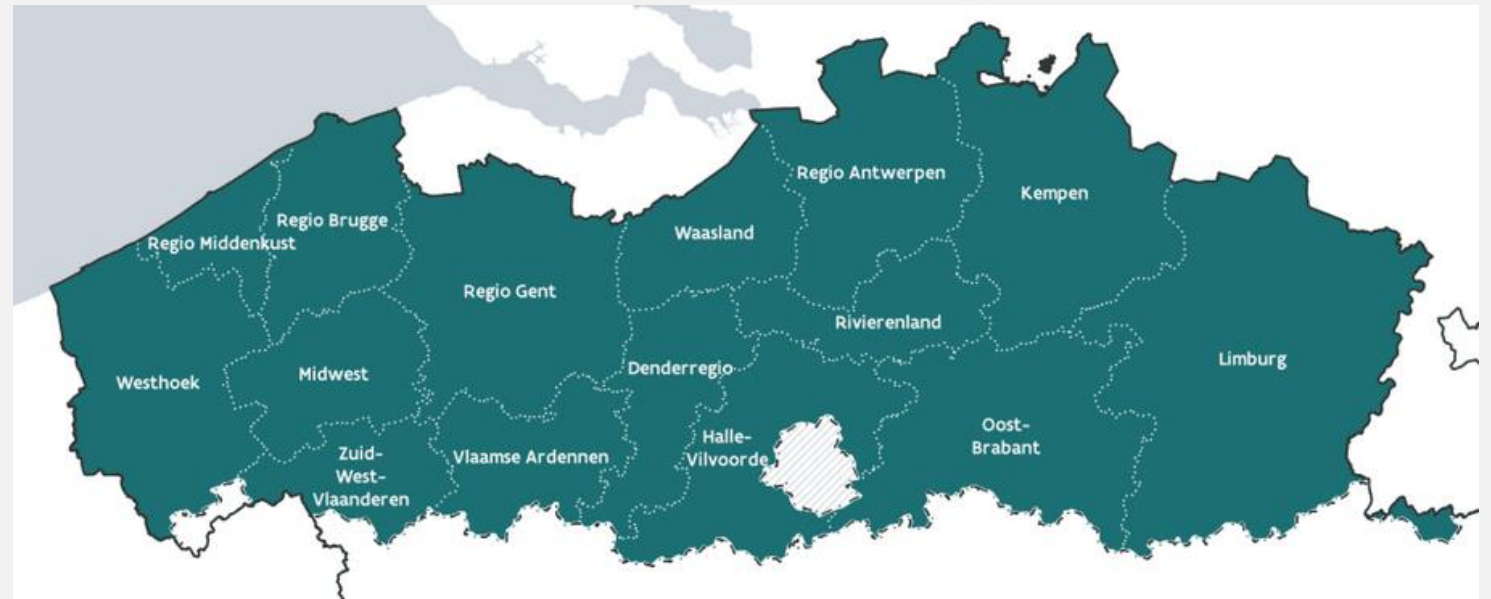 Regio Antwerpen
Kempen
Regio Brugge
Waasland
Regio Middenkust
Regio Gent
Rivierenland
Limburg
Denderregio
Midwest
Westhoek
Oost-
Brabant
Halle-
Vilvoorde
Zuid-
West-
Vlaanderen
Vlaamse Ardennen